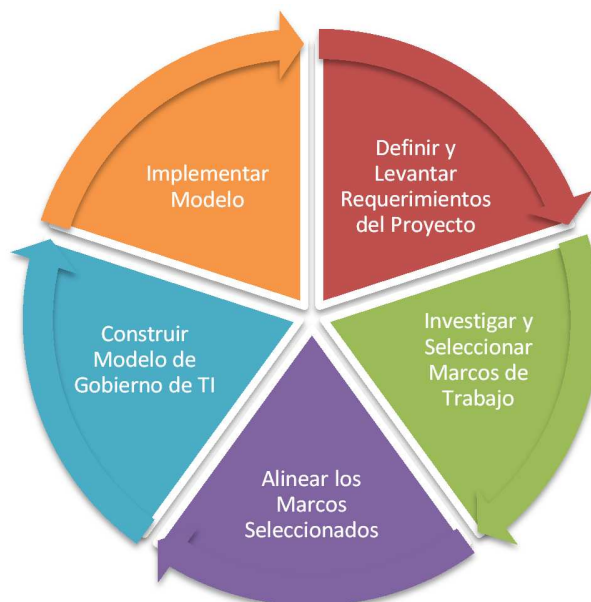 Definir y
Levantar
Requerimientos
del Proyecto
Investigar y
Seleccionar
Marcos de
Trabajo
Alinear los
Marcos
Seleccionados
Construir
Modelo de
Gobierno de TI
Implementar
Modelo